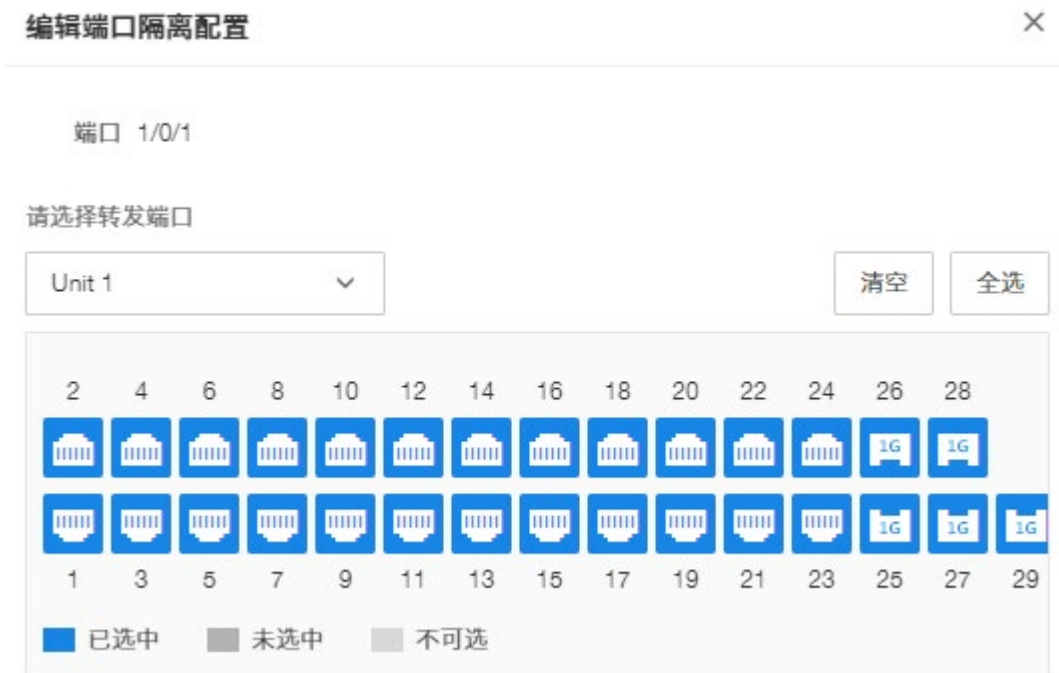 编辑端口隔离配置
端口 1/0/1
请选择转发端口
Unit 1 清空 全选
2 4 6 8 10 12 14 16 18 20 22 24 26 28
1G 1G
1G 1G 1G
1 3 5 7 9 11 13 15 17 19 21 23 25 27 29
已选中 未选中 不可选